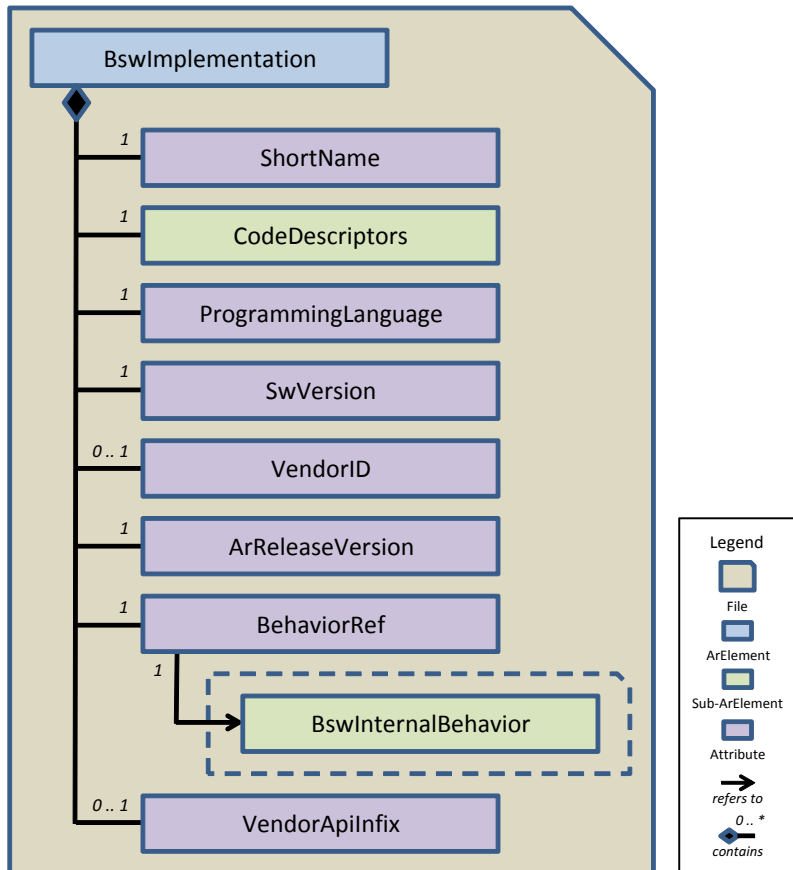 BswImplementation
1
ShortName
1
CodeDescriptors
1
ProgrammingLanguage
1
SwVersion
0 .. 1
VendorID
1
ArReleaseVersion
1
BehaviorRef
1
BswInternalBehavior
0 .. 1
VendorApiInfix
Legend
File
ArElement
Sub-ArElement
Attribute
refers to
0 .. *
contains